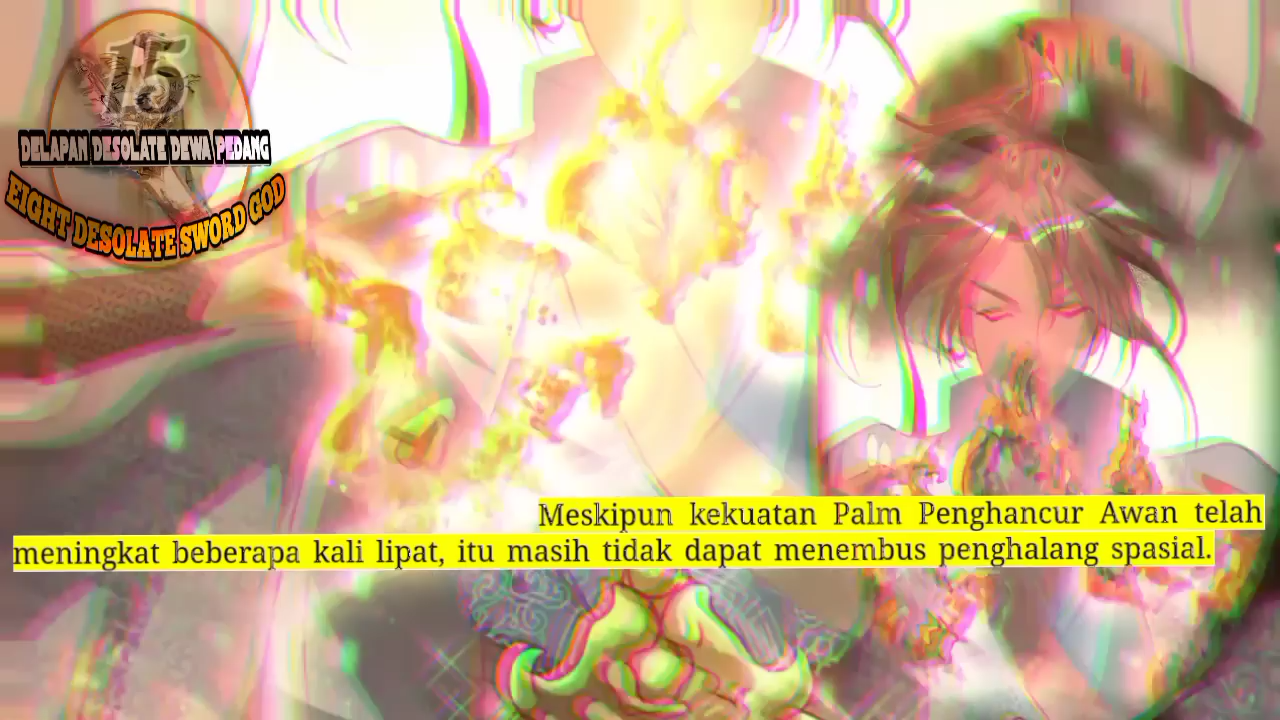 15
DELAPAN DESOLATE DEWA PEDANG
EIGHT DESOLATE SWORD GOD
Meskipun kekuatan Palm Penghancur Awan telah
meningkat beberapa kali lipat, itu masih tidak dapat menembus penghalang spasial.